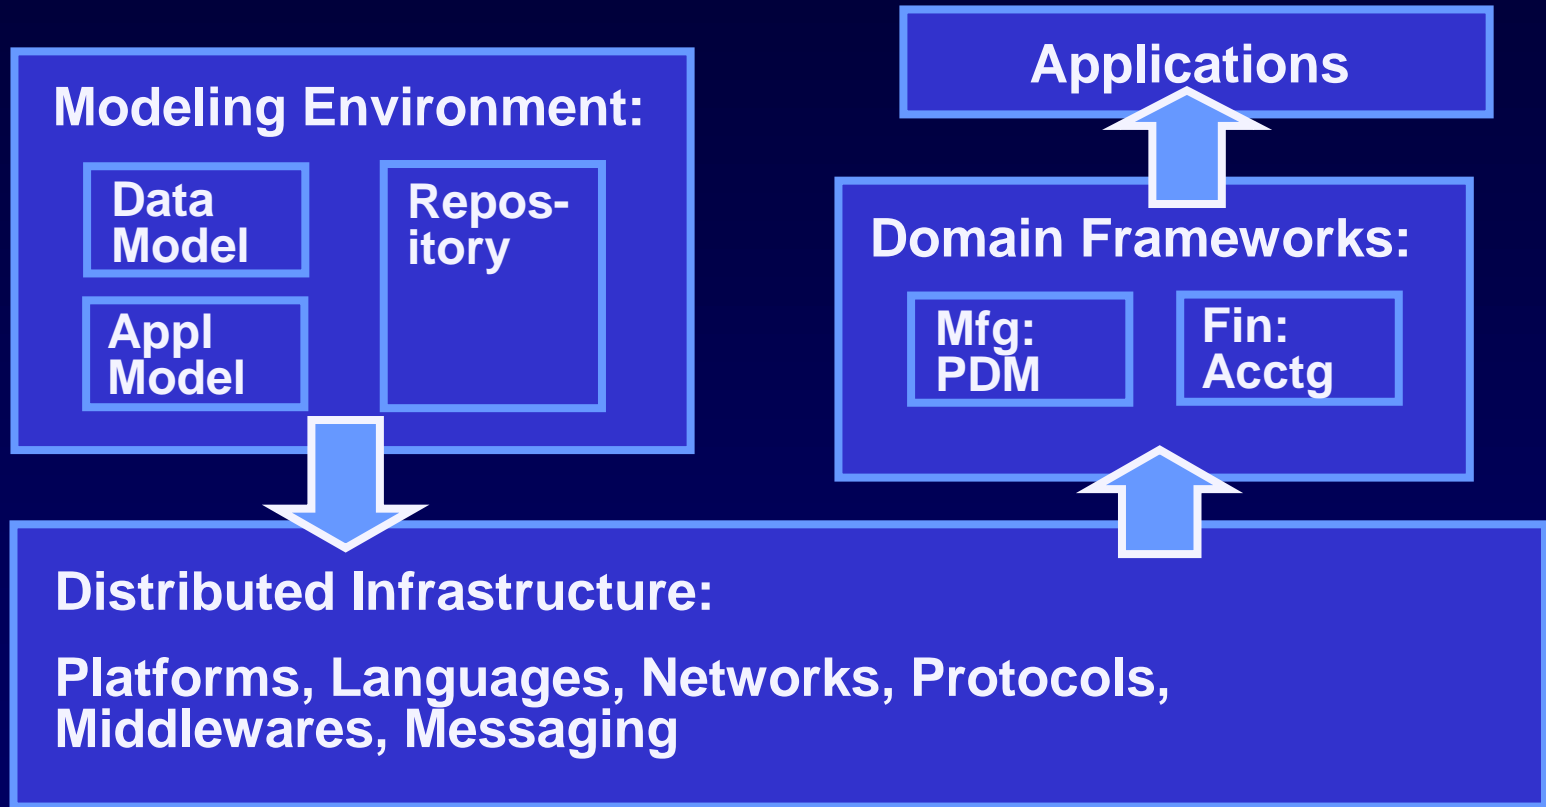 Modeling Environment:
Data
Model
Appl
Model
Repos-
itory
Applications
Domain Frameworks:
Mfg:
PDM
Fin:
Acctg
Distributed Infrastructure:
Platforms, Languages, Networks, Protocols,
Middlewares, Messaging